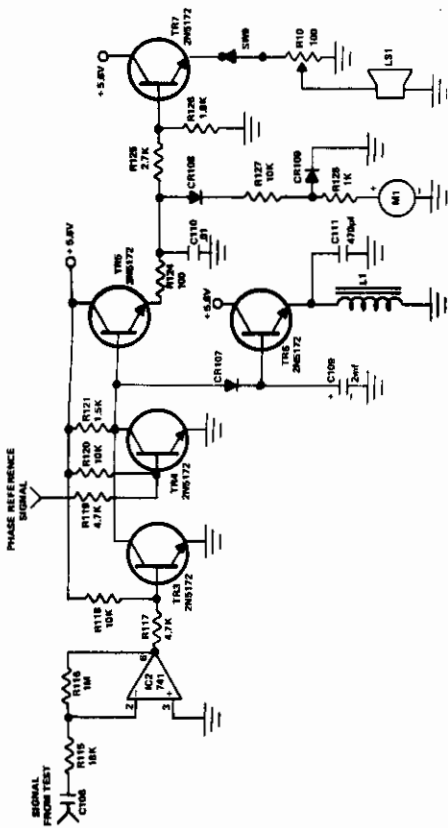 SIGNAL
FROM TEST
C106
R115
18K
R116
1M
2
3
6
IC2
741
R117
4.7K
R118
10K
TR3
2N5172
PHASE REFERENCE
SIGNAL
R119
4.7K
R120
10K
R121
1.5K
TR4
2N5172
+5.6V
TR5
2N5172
CR107
+5.6V
TR6
2N5172
C109
2mf
+
-
L1
C111
470pf
R124
100
C110
.01
R125
2.7K
CR108
R127
10K
CR109
R128
1K
+
M1
-
R126
1.8K
+5.6V
TR7
2N5172
SW9
R10
100
LS1